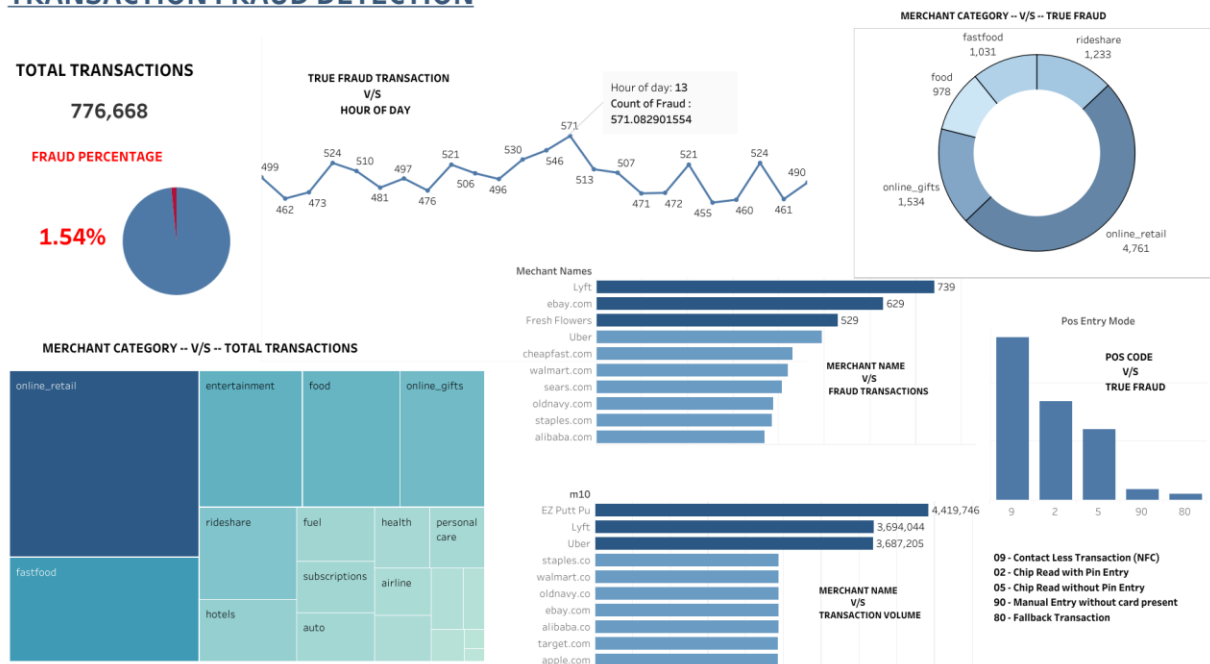 TRANSACTION FRAUD DETECTION
TOTAL TRANSACTIONS
776,668
FRAUD PERCENTAGE
1.54%
TRUE FRAUD TRANSACTION
V/S
HOUR OF DAY
Hour of day: 13
Count of Fraud :
571.082901554
499
462
473
524
510
481
497
476
521
506
496
530
546
571
513
507
471
472
521
455
460
524
461
490
MERCHANT CATEGORY -- V/S -- TRUE FRAUD
fastfood
1,031
rideshare
1,233
food
978
online_gifts
1,534
online_retail
4,761
Mechant Names
Lyft 739
ebay.com 629
Fresh Flowers 529
Uber
cheapfast.com
walmart.com
sears.com
oldnavy.com
staples.com
alibaba.com
MERCHANT NAME
V/S
FRAUD TRANSACTIONS
Pos Entry Mode
POS CODE
V/S
TRUE FRAUD
9 2 5 90 80
09 - Contact Less Transaction (NFC)
02 - Chip Read with Pin Entry
05 - Chip Read without Pin Entry
90 - Manual Entry without card present
80 - Fallback Transaction
MERCHANT CATEGORY -- V/S -- TOTAL TRANSACTIONS
online_retail
entertainment
food
online_gifts
fastfood
rideshare
hotels
fuel
subscriptions
auto
health
airline
personal
care
m10
EZ Putt Pu 4,419,746
Lyft 3,694,044
Uber 3,687,205
staples.co
walmart.co
oldnavy.co
ebay.com
alibaba.co
target.com
apple.com
MERCHANT NAME
V/S
TRANSACTION VOLUME